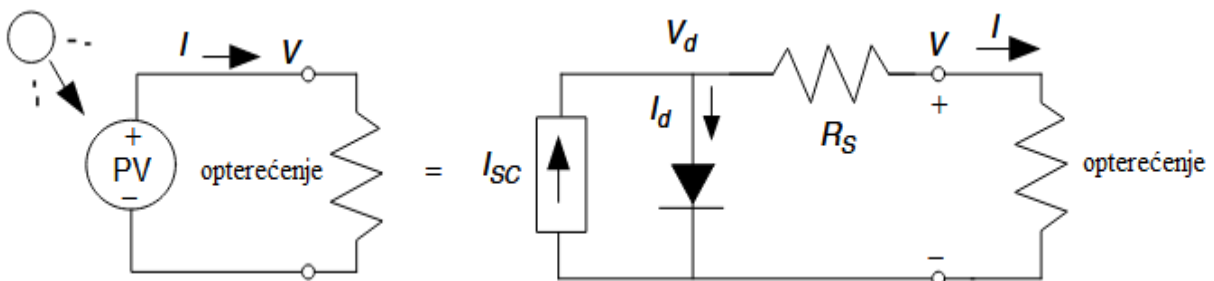 I V
+
PV
−
opterećenje
=
I_SC
V_d
I_d
R_S
V I
+
−
opterećenje